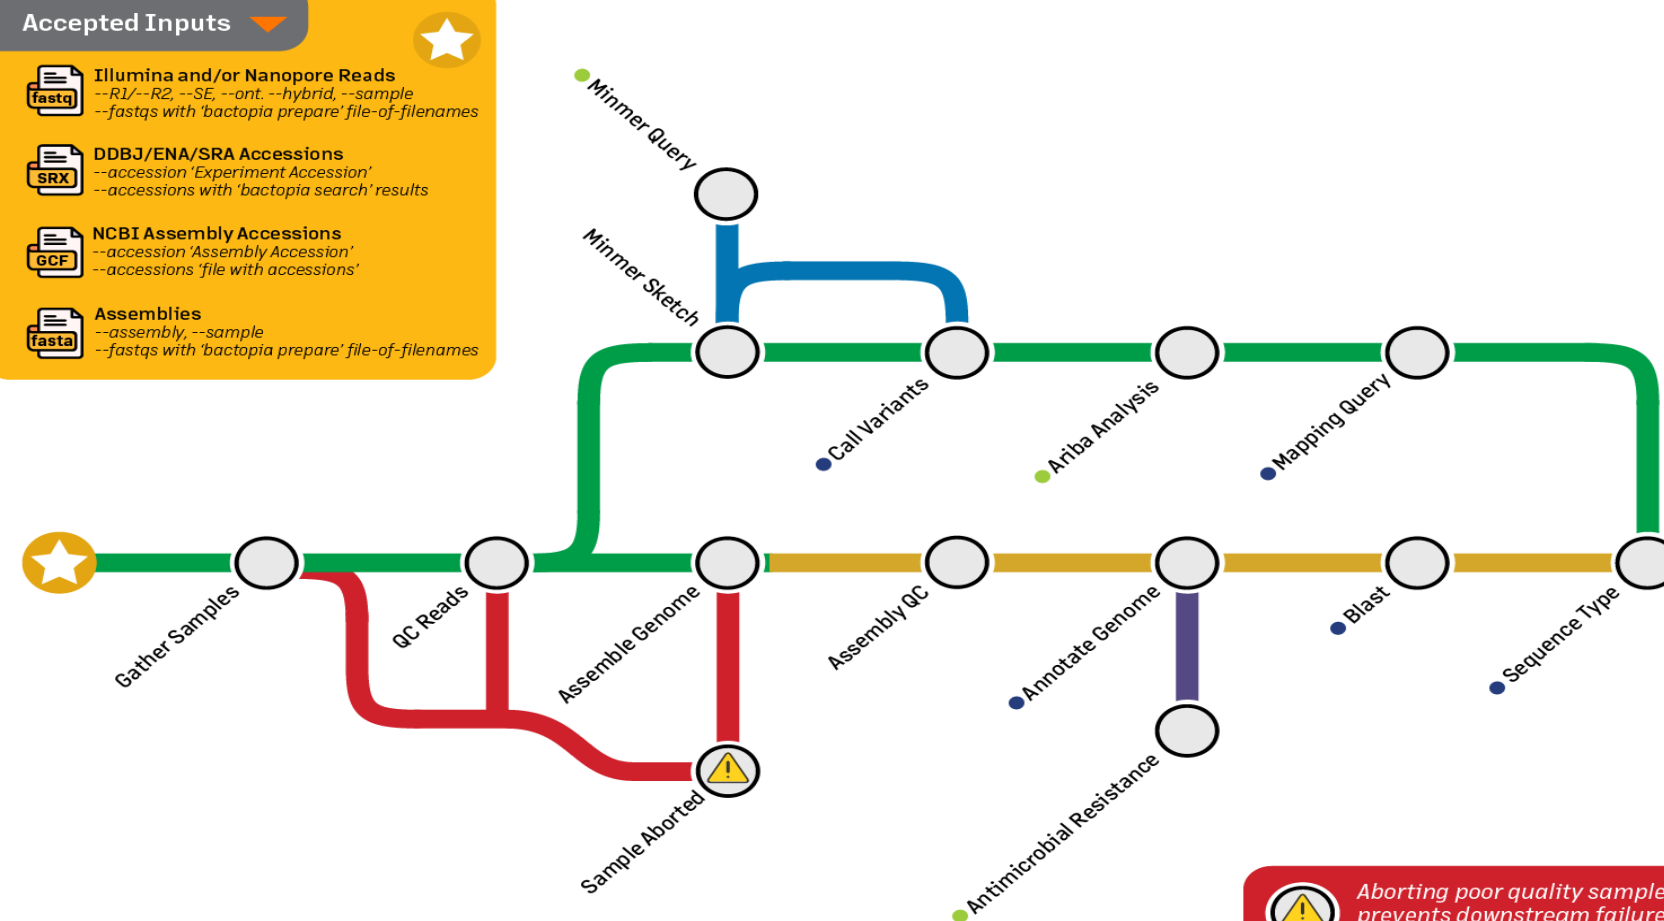 Accepted Inputs
fastq
Illumina and/or Nanopore Reads
--R1/--R2, --SE, --ont. --hybrid, --sample
--fastqs with ‘bactopia prepare’ file-of-filenames
SRX
DDBJ/ENA/SRA Accessions
--accession ‘Experiment Accession’
--accessions with ‘bactopia search’ results
GCF
NCBI Assembly Accessions
--accession ‘Assembly Accession’
--accessions ‘file with accessions’
fasta
Assemblies
--assembly, --sample
--fastqs with ‘bactopia prepare’ file-of-filenames
Minmer Query
Minmer Sketch
Call Variants
Ariba Analysis
Mapping Query
Gather Samples
QC Reads
Assemble Genome
Assembly QC
Annotate Genome
Blast
Sequence Type
Sample Aborted
Antimicrobial Resistance
Aborting poor quality sample
prevents downstream failure